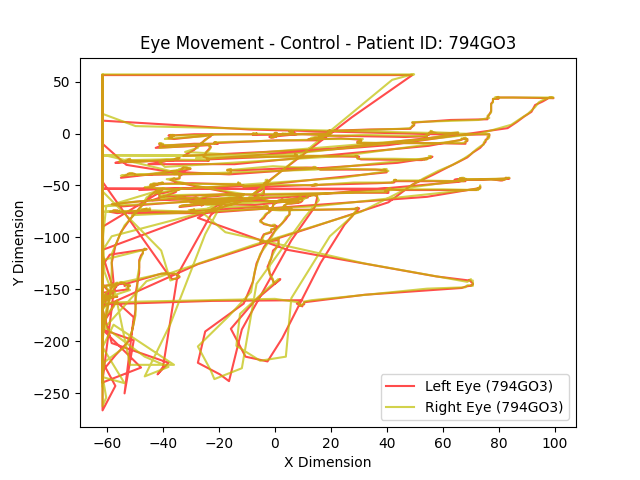 Eye Movement - Control - Patient ID: 794GO3
50
0
−50
−100
−150
−200
−250
Y Dimension
−60 −40 −20 0 20 40 60 80 100
X Dimension
Left Eye (794GO3)
Right Eye (794GO3)